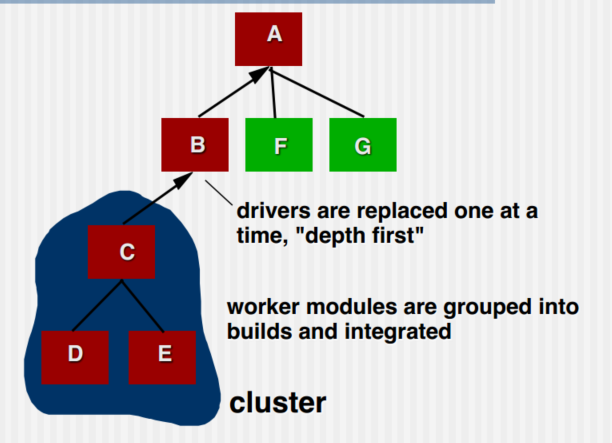 A
B
F
G
drivers are replaced one at a
time, "depth first"
C
worker modules are grouped into
builds and integrated
D
E
cluster